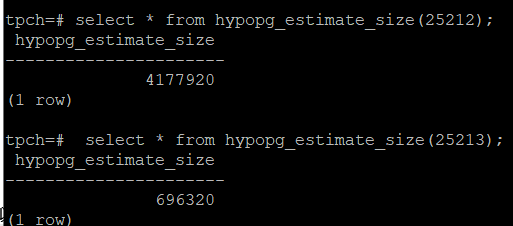 tpch=# select * from hypopg_estimate_size(25212);
 hypopg_estimate_size
----------------------
              4177920
(1 row)

tpch=#  select * from hypopg_estimate_size(25213);
 hypopg_estimate_size
----------------------
               696320
(1 row)